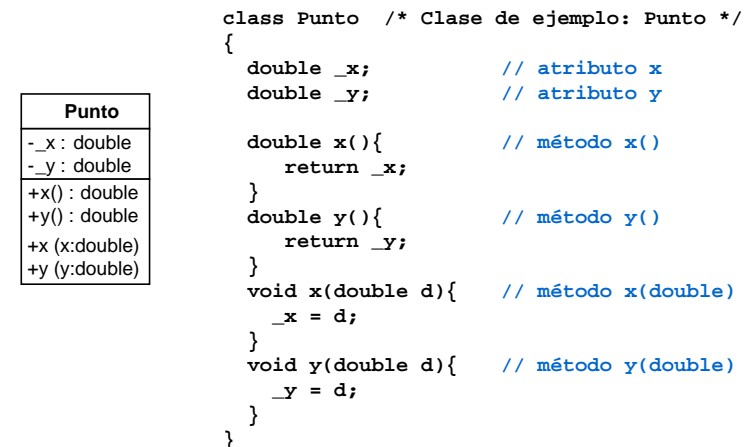 Punto
-_x : double
-_y : double
+x() : double
+y() : double
+x (x:double)
+y (y:double)
class Punto  /* Clase de ejemplo: Punto */
{
  double _x;            // atributo x
  double _y;            // atributo y
  double x(){           // método x()
     return _x;
  }
  double y(){           // método y()
     return _y;
  }
  void x(double d){     // método x(double)
    _x = d;
  }
  void y(double d){     // método y(double)
    _y = d;
  }
}